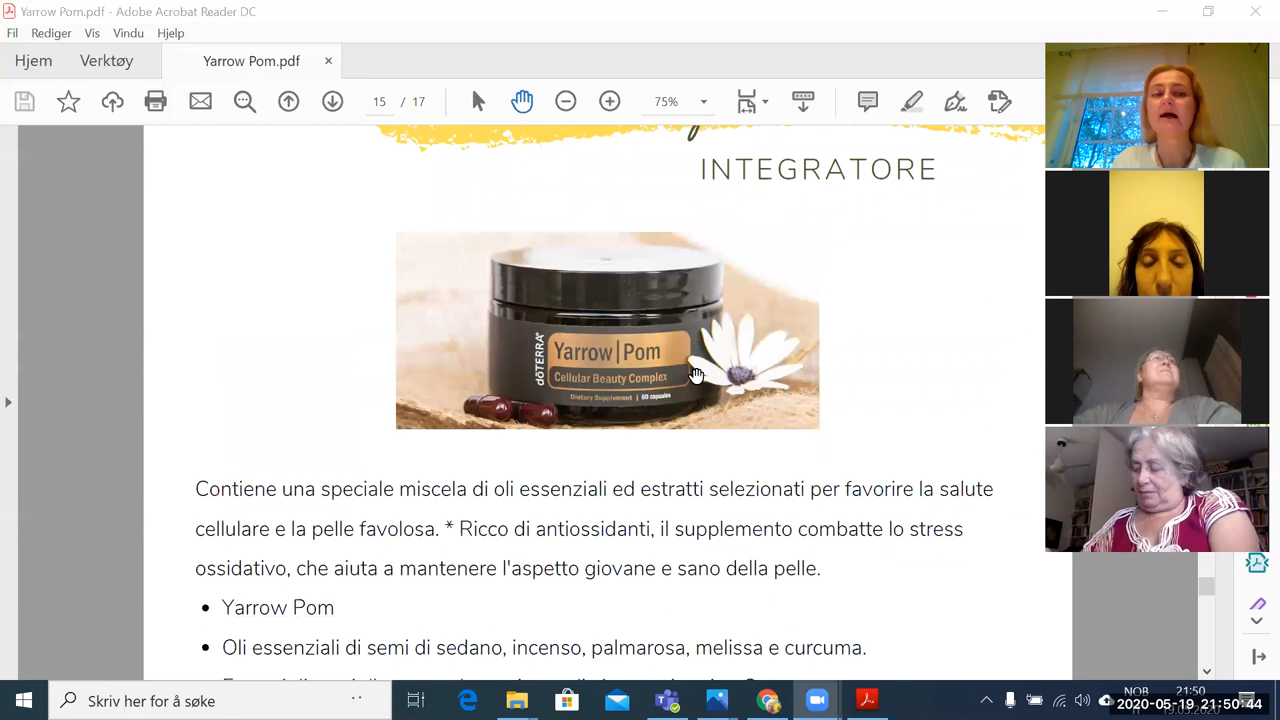 Yarrow Pom.pdf - Adobe Acrobat Reader DC
Fil Rediger Vis Vindu Hjelp
Hjem Verktøy Yarrow Pom.pdf ×
15 / 17 75%
INTEGRATORE
dōTERRA®
Yarrow|Pom
Cellular Beauty Complex
Dietary Supplement | 60 capsules
Contiene una speciale miscela di oli essenziali ed estratti selezionati per favorire la salute
cellulare e la pelle favolosa. * Ricco di antiossidanti, il supplemento combatte lo stress
ossidativo, che aiuta a mantenere l'aspetto giovane e sano della pelle.
• Yarrow Pom
• Oli essenziali di semi di sedano, incenso, palmarosa, melissa e curcuma.
Skriv her for å søke
NOB
21:50
2020-05-19 21:50:44